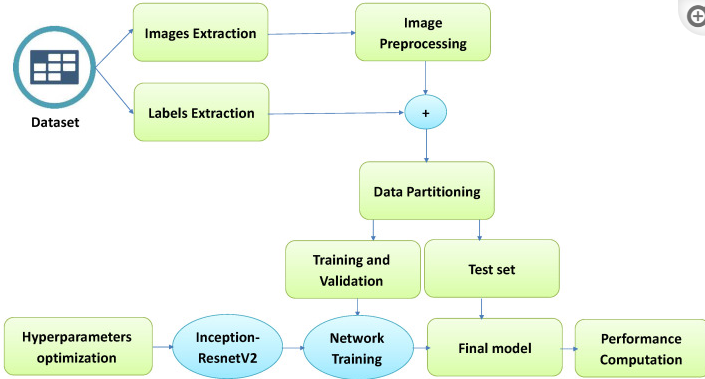 Images Extraction
Image
Preprocessing
Labels Extraction
+
Dataset
Data Partitioning
Training and
Validation
Test set
Hyperparameters
optimization
Inception-
ResnetV2
Network
Training
Final model
Performance
Computation